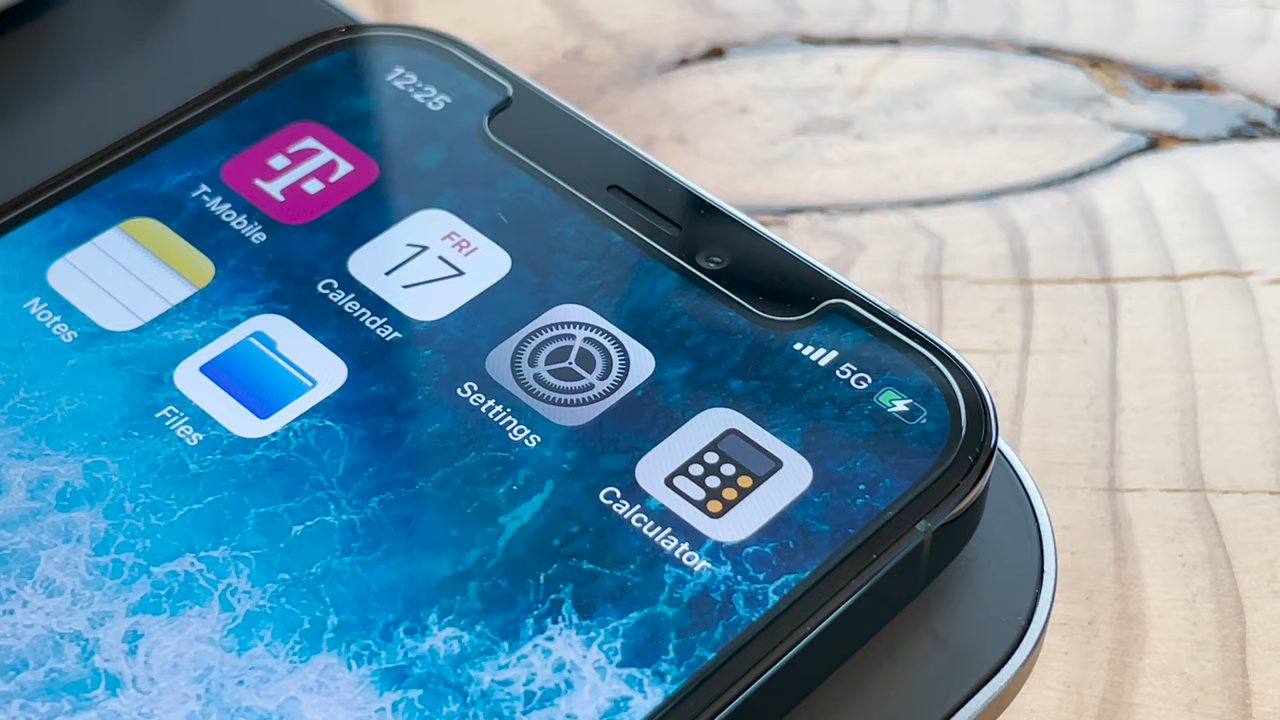 12:25
5G
T
T-Mobile
FRI
17
Calendar
Settings
Calculator
Notes
Files